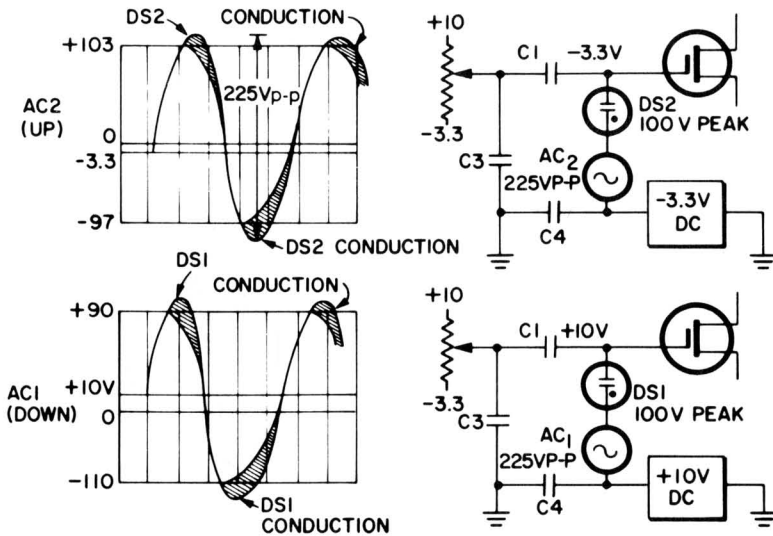 DS2
CONDUCTION
+103
AC2
(UP)
225Vp-p
0
-3.3
-97
DS2 CONDUCTION
+10
C1
-3.3V
-3.3
C3
DS2
100V PEAK
AC2
225VP-P
C4
-3.3V
DC
DS1
CONDUCTION
+90
AC1
(DOWN)
+10V
0
-110
DS1
CONDUCTION
+10
C1
+10V
-3.3
C3
DS1
100V PEAK
AC1
225VP-P
C4
+10V
DC